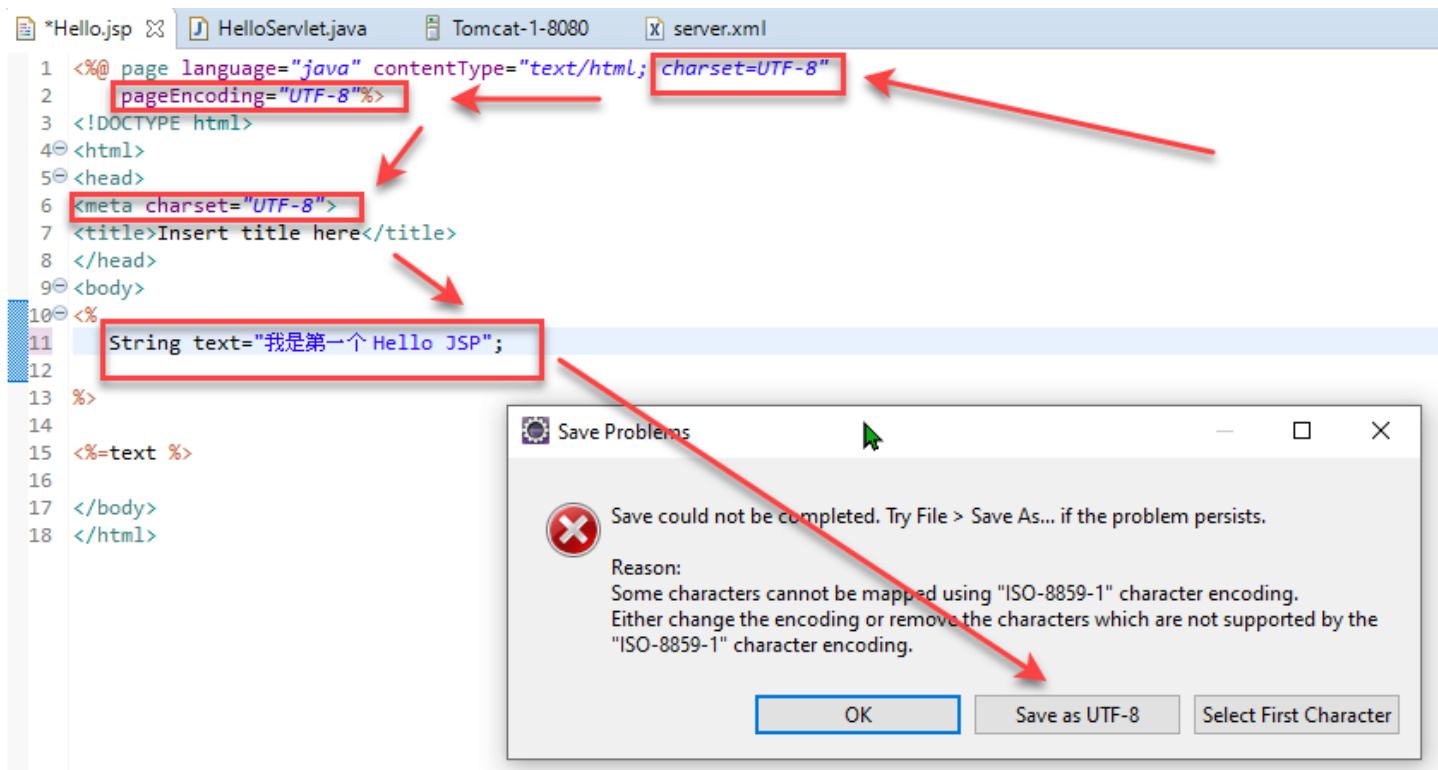 *Hello.jsp HelloServlet.java Tomcat-1-8080 server.xml
1 <%@ page language="java" contentType="text/html; charset=UTF-8"
2 pageEncoding="UTF-8"%>
3 <!DOCTYPE html>
4 <html>
5 <head>
6 <meta charset="UTF-8">
7 <title>Insert title here</title>
8 </head>
9 <body>
10 <%
11 String text="我是第一个 Hello JSP";
12
13 %>
14
15 <%=text %>
16
17 </body>
18 </html>
Save Problems
Save could not be completed. Try File > Save As... if the problem persists.
Reason:
Some characters cannot be mapped using "ISO-8859-1" character encoding.
Either change the encoding or remove the characters which are not supported by the
"ISO-8859-1" character encoding.
OK Save as UTF-8 Select First Character